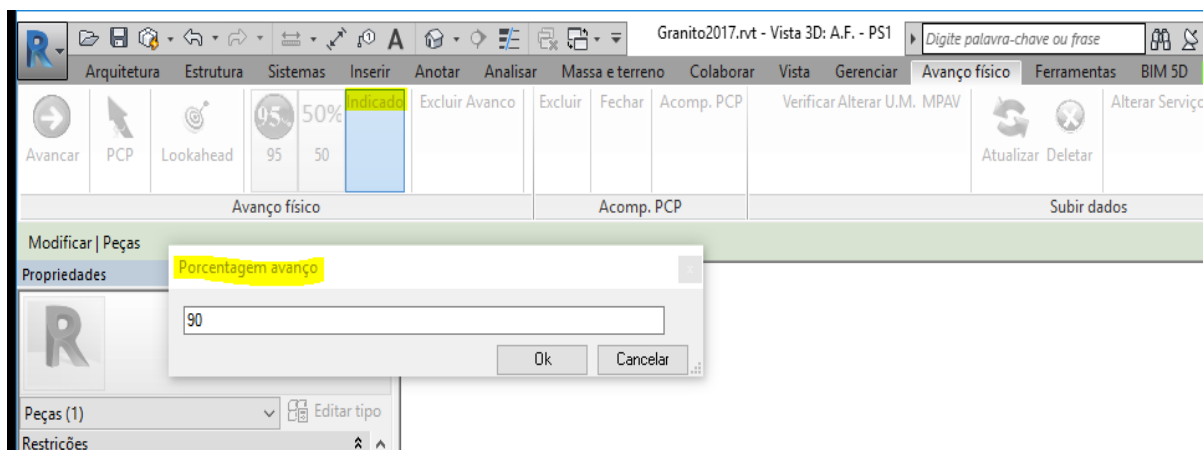 Granito2017.rvt - Vista 3D: A.F. - PS1
Digite palavra-chave ou frase
Arquitetura Estrutura Sistemas Inserir Anotar Analisar Massa e terreno Colaborar Vista Gerenciar Avanço físico Ferramentas BIM 5D
95% 50% Indicado Excluir Avanco Excluir Fechar Acomp. PCP Verificar Alterar U.M. MPAV Alterar Serviço
Avancar PCP Lookahead 95 50 Atualizar Deletar
Avanço físico Acomp. PCP Subir dados
Modificar | Peças
Propriedades
Porcentagem avanço
90
Ok Cancelar
Peças (1) Editar tipo
Restrições